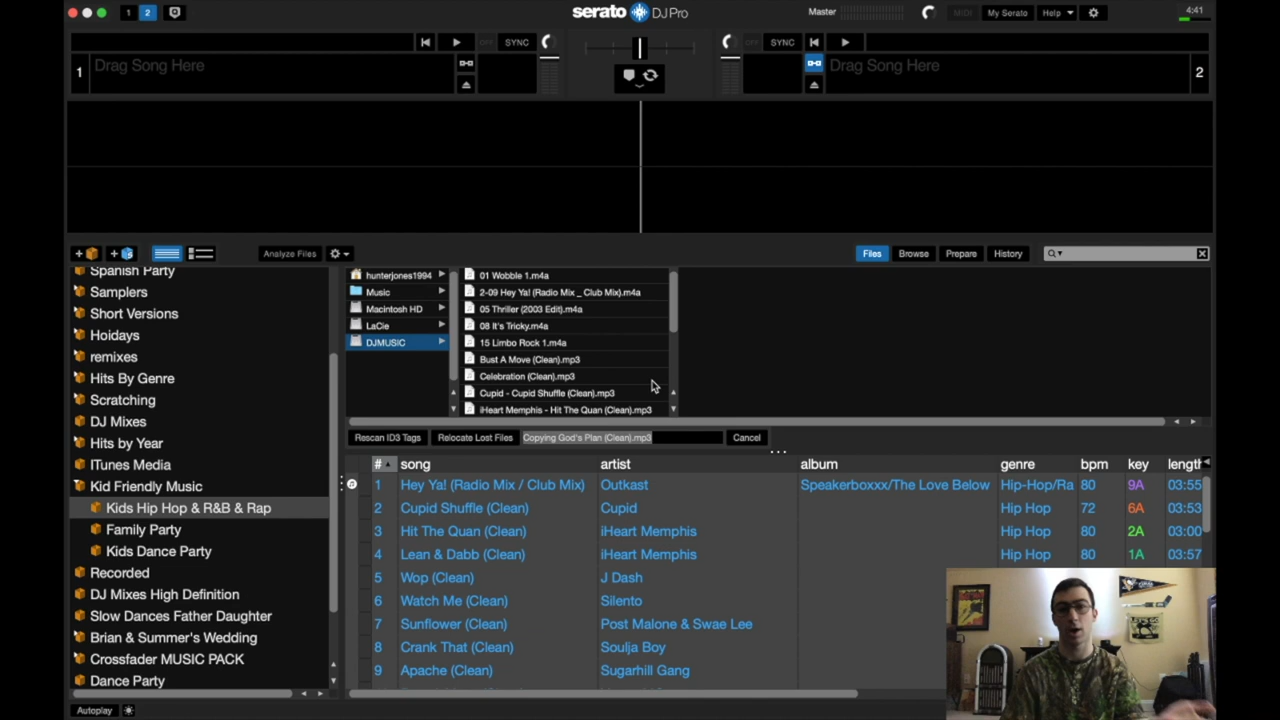 1 2 serato DJ Pro Master MIDI My Serato Help 4:41
OFF SYNC OFF SYNC
1 Drag Song Here Drag Song Here 2
Analyze Files Files Browse Prepare History
Spanish Party
Samplers
Short Versions
Hoidays
remixes
Hits By Genre
Scratching
DJ Mixes
Hits by Year
ITunes Media
Kid Friendly Music
Kids Hip Hop & R&B & Rap
Family Party
Kids Dance Party
Recorded
DJ Mixes High Definition
Slow Dances Father Daughter
Brian & Summer's Wedding
Crossfader MUSIC PACK
Dance Party
Autoplay
hunterjones1994
Music
Macintosh HD
LaCie
DJMUSIC
01 Wobble 1.m4a
2-09 Hey Ya! (Radio Mix _ Club Mix).m4a
05 Thriller (2003 Edit).m4a
08 It's Tricky.m4a
15 Limbo Rock 1.m4a
Bust A Move (Clean).mp3
Celebration (Clean).mp3
Cupid - Cupid Shuffle (Clean).mp3
iHeart Memphis - Hit The Quan (Clean).mp3
Rescan ID3 Tags Relocate Lost Files Copying God's Plan (Clean).mp3 Cancel
# song artist album genre bpm key length
1 Hey Ya! (Radio Mix / Club Mix) Outkast Speakerboxxx/The Love Below Hip-Hop/Ra 80 9A 03:55
2 Cupid Shuffle (Clean) Cupid Hip Hop 72 6A 03:53
3 Hit The Quan (Clean) iHeart Memphis Hip Hop 80 2A 03:00
4 Lean & Dabb (Clean) iHeart Memphis Hip Hop 80 1A 03:57
5 Wop (Clean) J Dash
6 Watch Me (Clean) Silento
7 Sunflower (Clean) Post Malone & Swae Lee
8 Crank That (Clean) Soulja Boy
9 Apache (Clean) Sugarhill Gang